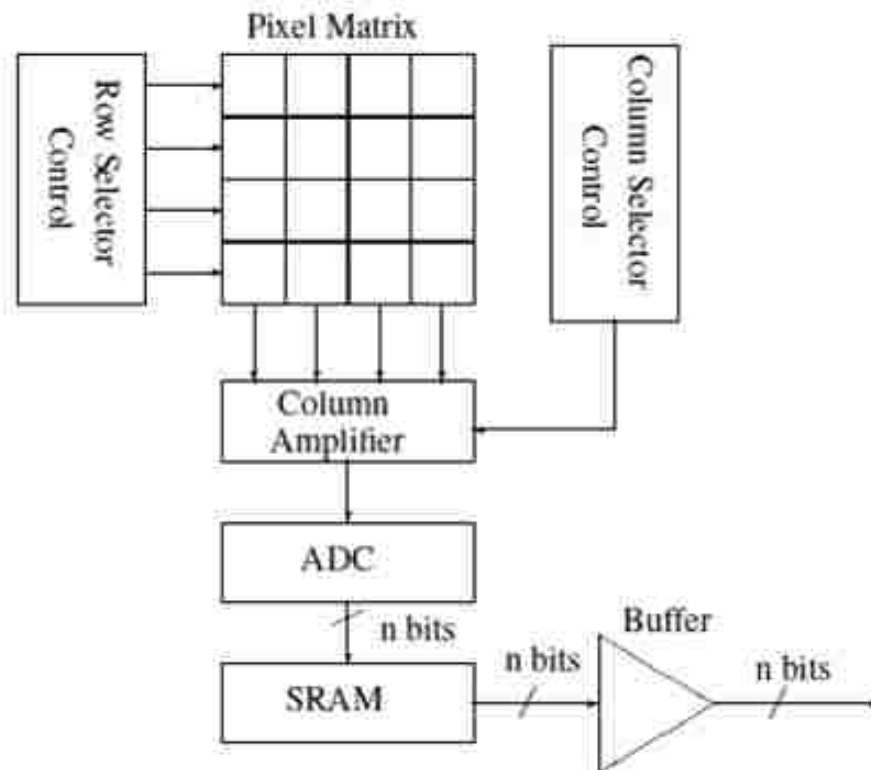 Pixel Matrix
Row Selector
Control
Column Selector
Control
Column
Amplifier
ADC
n bits
SRAM
n bits
Buffer
n bits